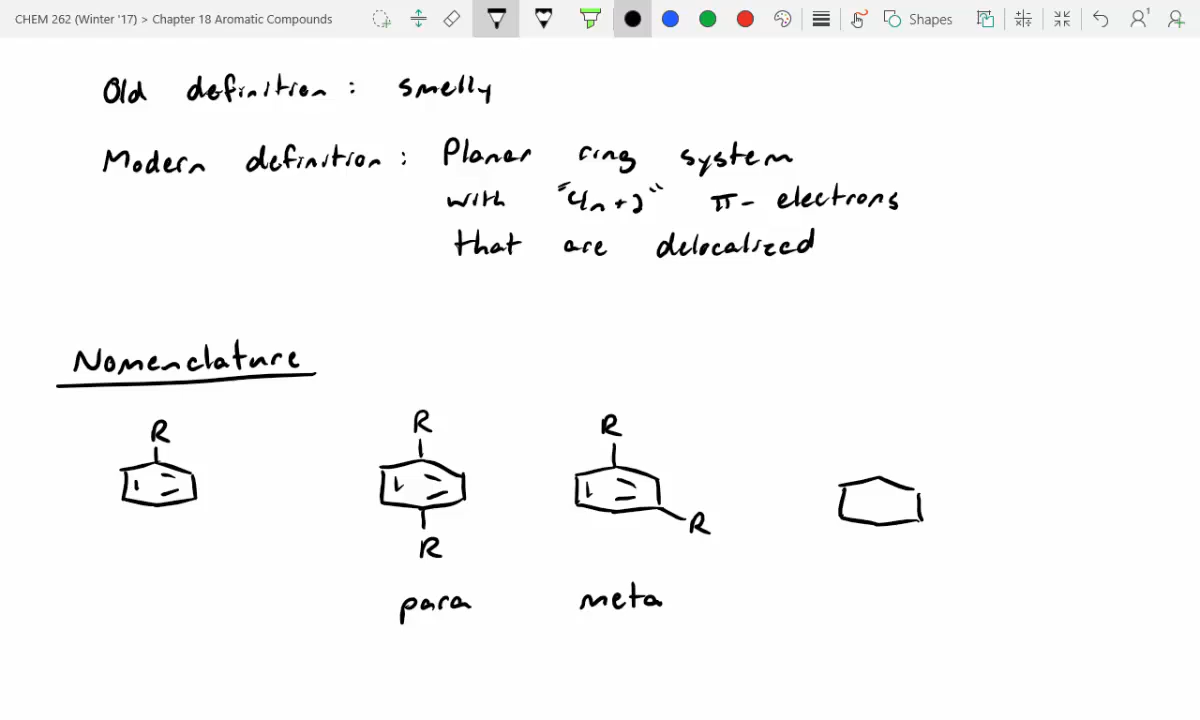 CHEM 262 (Winter '17) > Chapter 18 Aromatic Compounds
Shapes
Old definition: smelly
Modern definition: Planar ring system
with "4n+2" π- electrons
that are delocalized
Nomenclature
R R R
R R
para meta